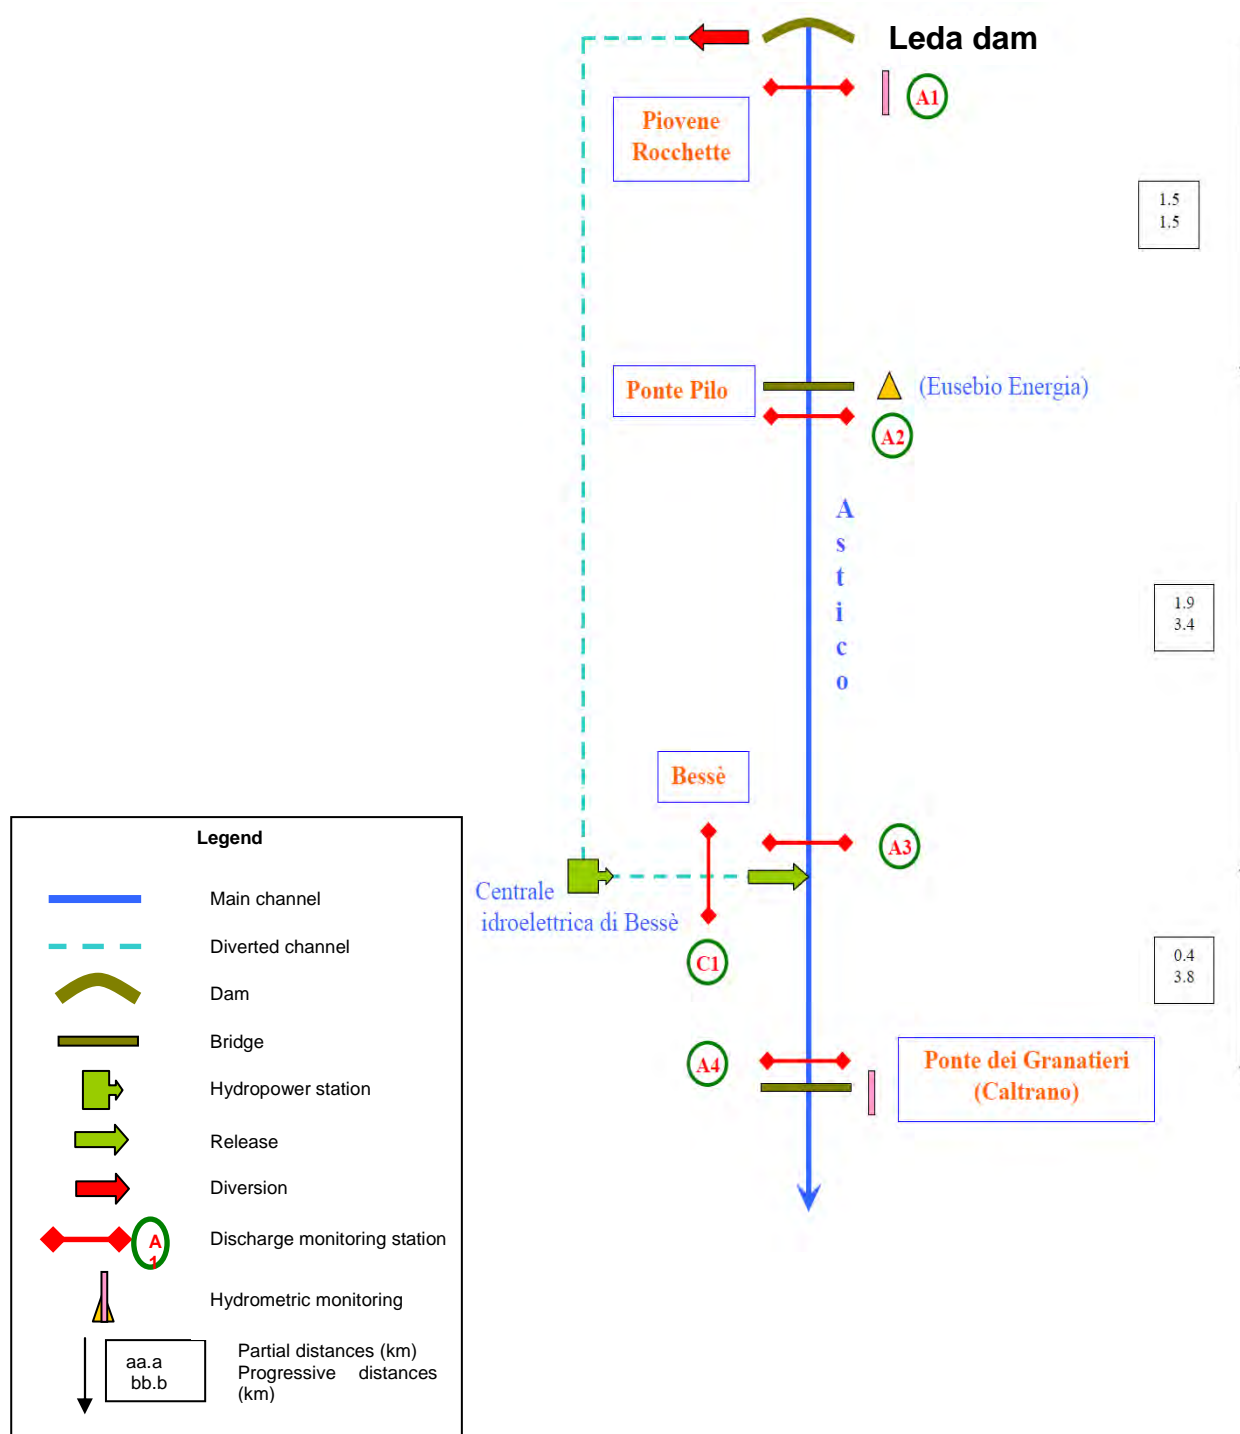 Leda dam
A1
Piovene
Rocchette
1.5
1.5
Ponte Pilo
(Eusebio Energia)
A2
A
s
t
i
c
o
1.9
3.4
Bessè
A3
Centrale
idroelettrica di Bessè
C1
0.4
3.8
A4
Ponte dei Granatieri
(Caltrano)
Legend
Main channel
Diverted channel
Dam
Bridge
Hydropower station
Release
Diversion
A
1
Discharge monitoring station
Hydrometric monitoring
aa.a
bb.b
Partial distances (km)
Progressive distances
(km)